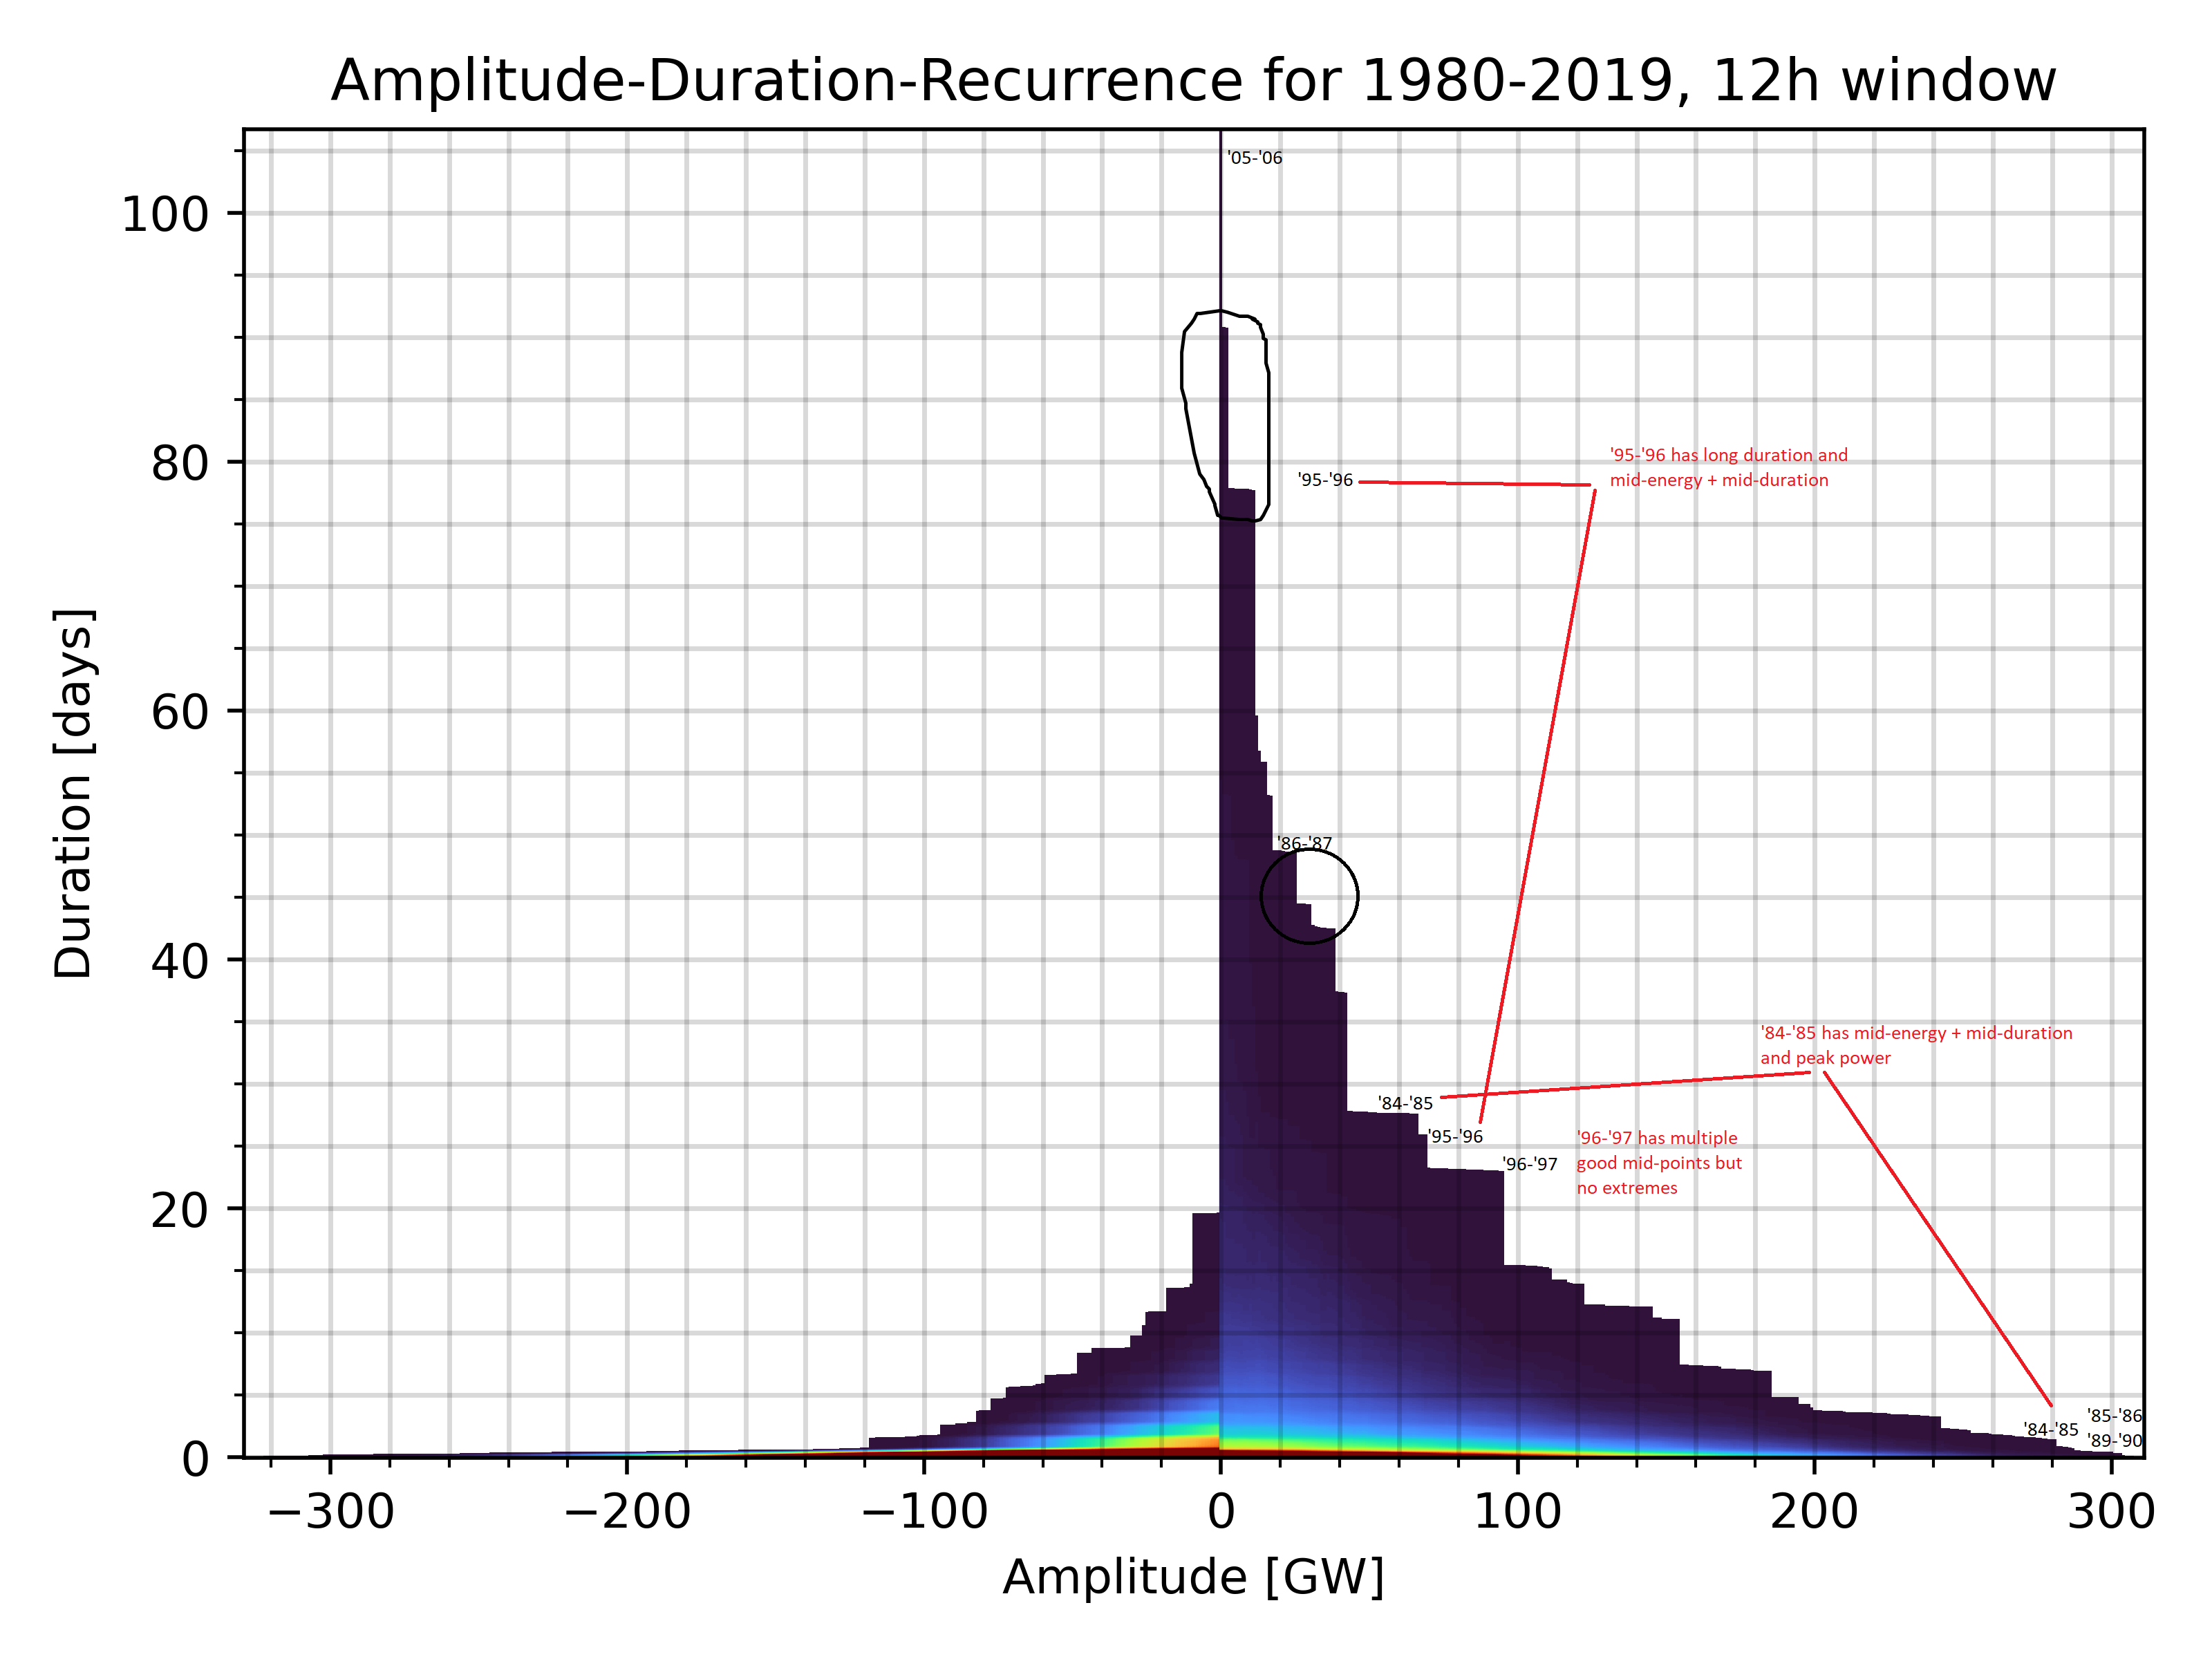 Amplitude-Duration-Recurrence for 1980-2019, 12h window
'05-'06
100
80
'95-'96
'95-'96 has long duration and
mid-energy + mid-duration
60
Duration [days]
'86-'87
40
'84-'85 has mid-energy + mid-duration
and peak power
'84-'85
'95-'96
'96-'97
'96-'97 has multiple
good mid-points but
no extremes
20
'85-'86
'84-'85
'89-'90
0
−300 −200 −100 0 100 200 300
Amplitude [GW]